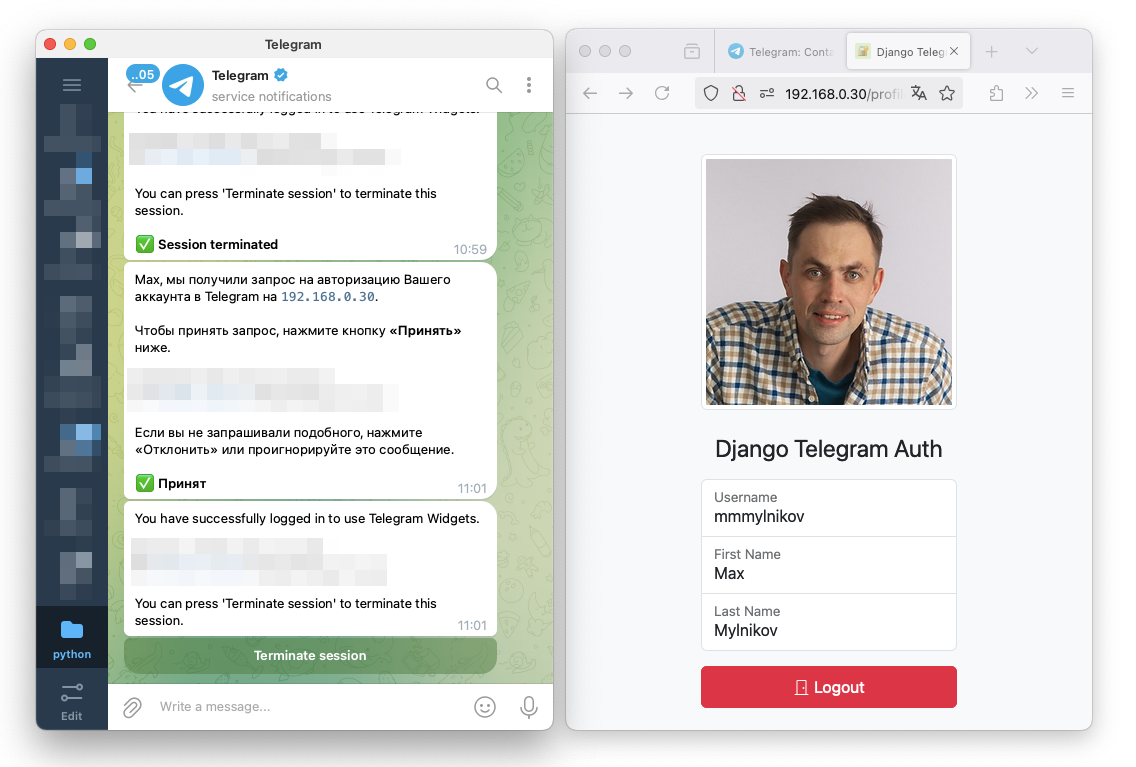 Telegram
..05
Telegram
service notifications
You have successfully logged in to use Telegram Widgets.
You can press 'Terminate session' to terminate this
session.
✅ Session terminated
10:59
Max, мы получили запрос на авторизацию Вашего
аккаунта в Telegram на 192.168.0.30.
Чтобы принять запрос, нажмите кнопку «Принять»
ниже.
Если вы не запрашивали подобного, нажмите
«Отклонить» или проигнорируйте это сообщение.
✅ Принят
11:01
You have successfully logged in to use Telegram Widgets.
You can press 'Terminate session' to terminate this
session.
11:01
Terminate session
python
Edit
Write a message...
Telegram: Conta
Django Teleg
192.168.0.30/profil
Django Telegram Auth
Username
mmmylnikov
First Name
Max
Last Name
Mylnikov
Logout